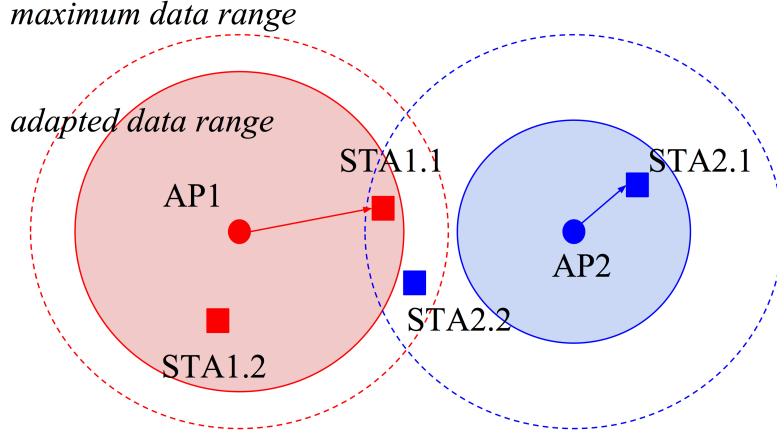 maximum data range
adapted data range
STA1.1
STA2.1
AP1
AP2
STA2.2
STA1.2